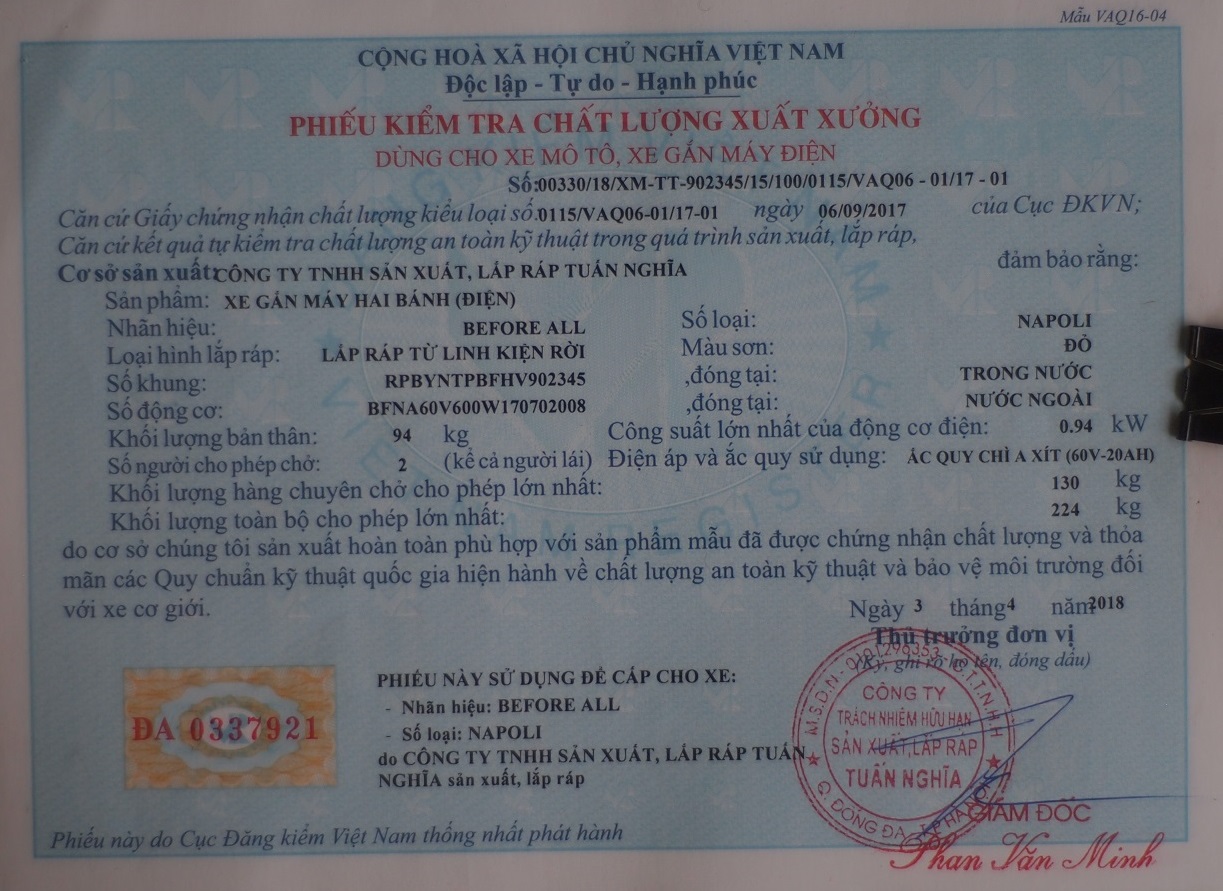 Mẫu VAQ16-04
CỘNG HOÀ XÃ HỘI CHỦ NGHĨA VIỆT NAM
Độc lập - Tự do - Hạnh phúc
PHIẾU KIỂM TRA CHẤT LƯỢNG XUẤT XƯỞNG
DÙNG CHO XE MÔ TÔ, XE GẮN MÁY ĐIỆN
Số:00330/18/XM-TT-902345/15/100/0115/VAQ06 - 01/17 - 01
Căn cứ Giấy chứng nhận chất lượng kiểu loại số:0115/VAQ06-01/17-01 ngày 06/09/2017 của Cục ĐKVN;
Căn cứ kết quả tự kiểm tra chất lượng an toàn kỹ thuật trong quá trình sản xuất, lắp ráp,
Cơ sở sản xuất: CÔNG TY TNHH SẢN XUẤT, LẮP RÁP TUẤN NGHĨA đảm bảo rằng:
Sản phẩm: XE GẮN MÁY HAI BÁNH (ĐIỆN)
Nhãn hiệu: BEFORE ALL Số loại: NAPOLI
Loại hình lắp ráp: LẮP RÁP TỪ LINH KIỆN RỜI Màu sơn: ĐỎ
Số khung: RPBYNTPBFHV902345 ,đóng tại: TRONG NƯỚC
Số động cơ: BFNA60V600W170702008 ,đóng tại: NƯỚC NGOÀI
Khối lượng bản thân: 94 kg Công suất lớn nhất của động cơ điện: 0.94 kW
Số người cho phép chở: 2 (kể cả người lái) Điện áp và ắc quy sử dụng: ẮC QUY CHÌ A XÍT (60V-20AH)
Khối lượng hàng chuyên chở cho phép lớn nhất: 130 kg
Khối lượng toàn bộ cho phép lớn nhất: 224 kg
do cơ sở chúng tôi sản xuất hoàn toàn phù hợp với sản phẩm mẫu đã được chứng nhận chất lượng và thỏa
mãn các Quy chuẩn kỹ thuật quốc gia hiện hành về chất lượng an toàn kỹ thuật và bảo vệ môi trường đối
với xe cơ giới.
Ngày 3 tháng 4 năm 2018
Thủ trưởng đơn vị
(Ký, ghi rõ họ tên, đóng dấu)
M.S.D.N - 0101296353 - C.T.T.N.H.H
CÔNG TY
TRÁCH NHIỆM HỮU HẠN
SẢN XUẤT, LẮP RÁP
TUẤN NGHĨA
Q. ĐỐNG ĐA - TP HÀ NỘI
PHIẾU NÀY SỬ DỤNG ĐỂ CẤP CHO XE:
- Nhãn hiệu: BEFORE ALL
- Số loại: NAPOLI
do CÔNG TY TNHH SẢN XUẤT, LẮP RÁP TUẤN
NGHĨA sản xuất, lắp ráp
ĐA 0337921
GIÁM ĐỐC
Phan Văn Minh
Phiếu này do Cục Đăng kiểm Việt Nam thống nhất phát hành